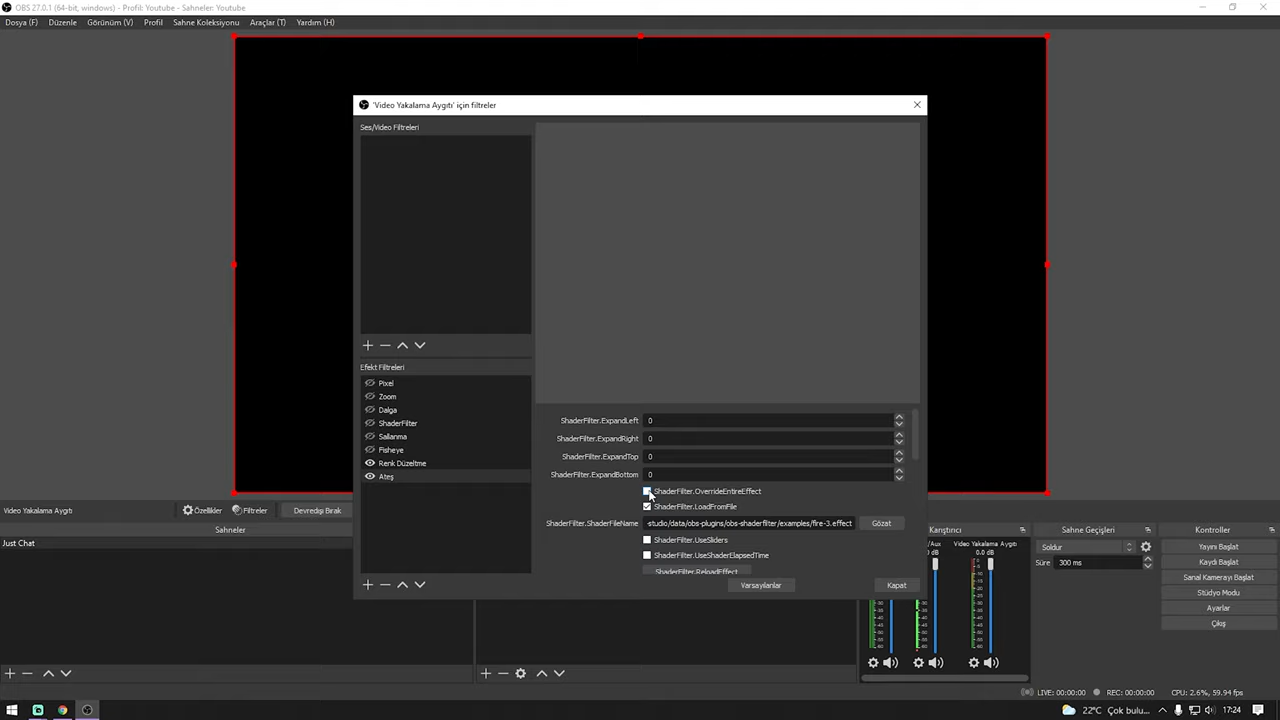 OBS 27.0.1 (64-bit, windows) - Profil: Youtube - Sahneler: Youtube
Dosya (F) Düzenle Görünüm (V) Profil Sahne Koleksiyonu Araçlar (T) Yardım (H)
'Video Yakalama Aygıtı' için filtreler
Ses/Video Filtreleri
Efekt Filtreleri
Pixel
Zoom
Dalga
ShaderFilter
Sallanma
Fisheye
Renk Düzeltme
Ateş
ShaderFilter.ExpandLeft 0
ShaderFilter.ExpandRight 0
ShaderFilter.ExpandTop 0
ShaderFilter.ExpandBottom 0
ShaderFilter.OverrideEntireEffect
ShaderFilter.LoadFromFile
ShaderFilter.ShaderFileName -studio/data/obs-plugins/obs-shaderfilter/examples/fire-3.effect Gözat
ShaderFilter.UseSliders
ShaderFilter.UseShaderElapsedTime
ShaderFilter.ReloadEffect
Varsayılanlar Kapat
Video Yakalama Aygıtı Özellikler Filtreler Devredışı Bırak
Sahneler
Just Chat
Karıştırıcı
/Aux Video Yakalama Aygıtı
dB 0.0 dB
Sahne Geçişleri
Soldur
Süre 300 ms
Kontroller
Yayını Başlat
Kaydı Başlat
Sanal Kamerayı Başlat
Stüdyo Modu
Ayarlar
Çıkış
LIVE: 00:00:00 REC: 00:00:00 CPU: 2.6%, 59.94 fps
22°C Çok bulu... 17:24